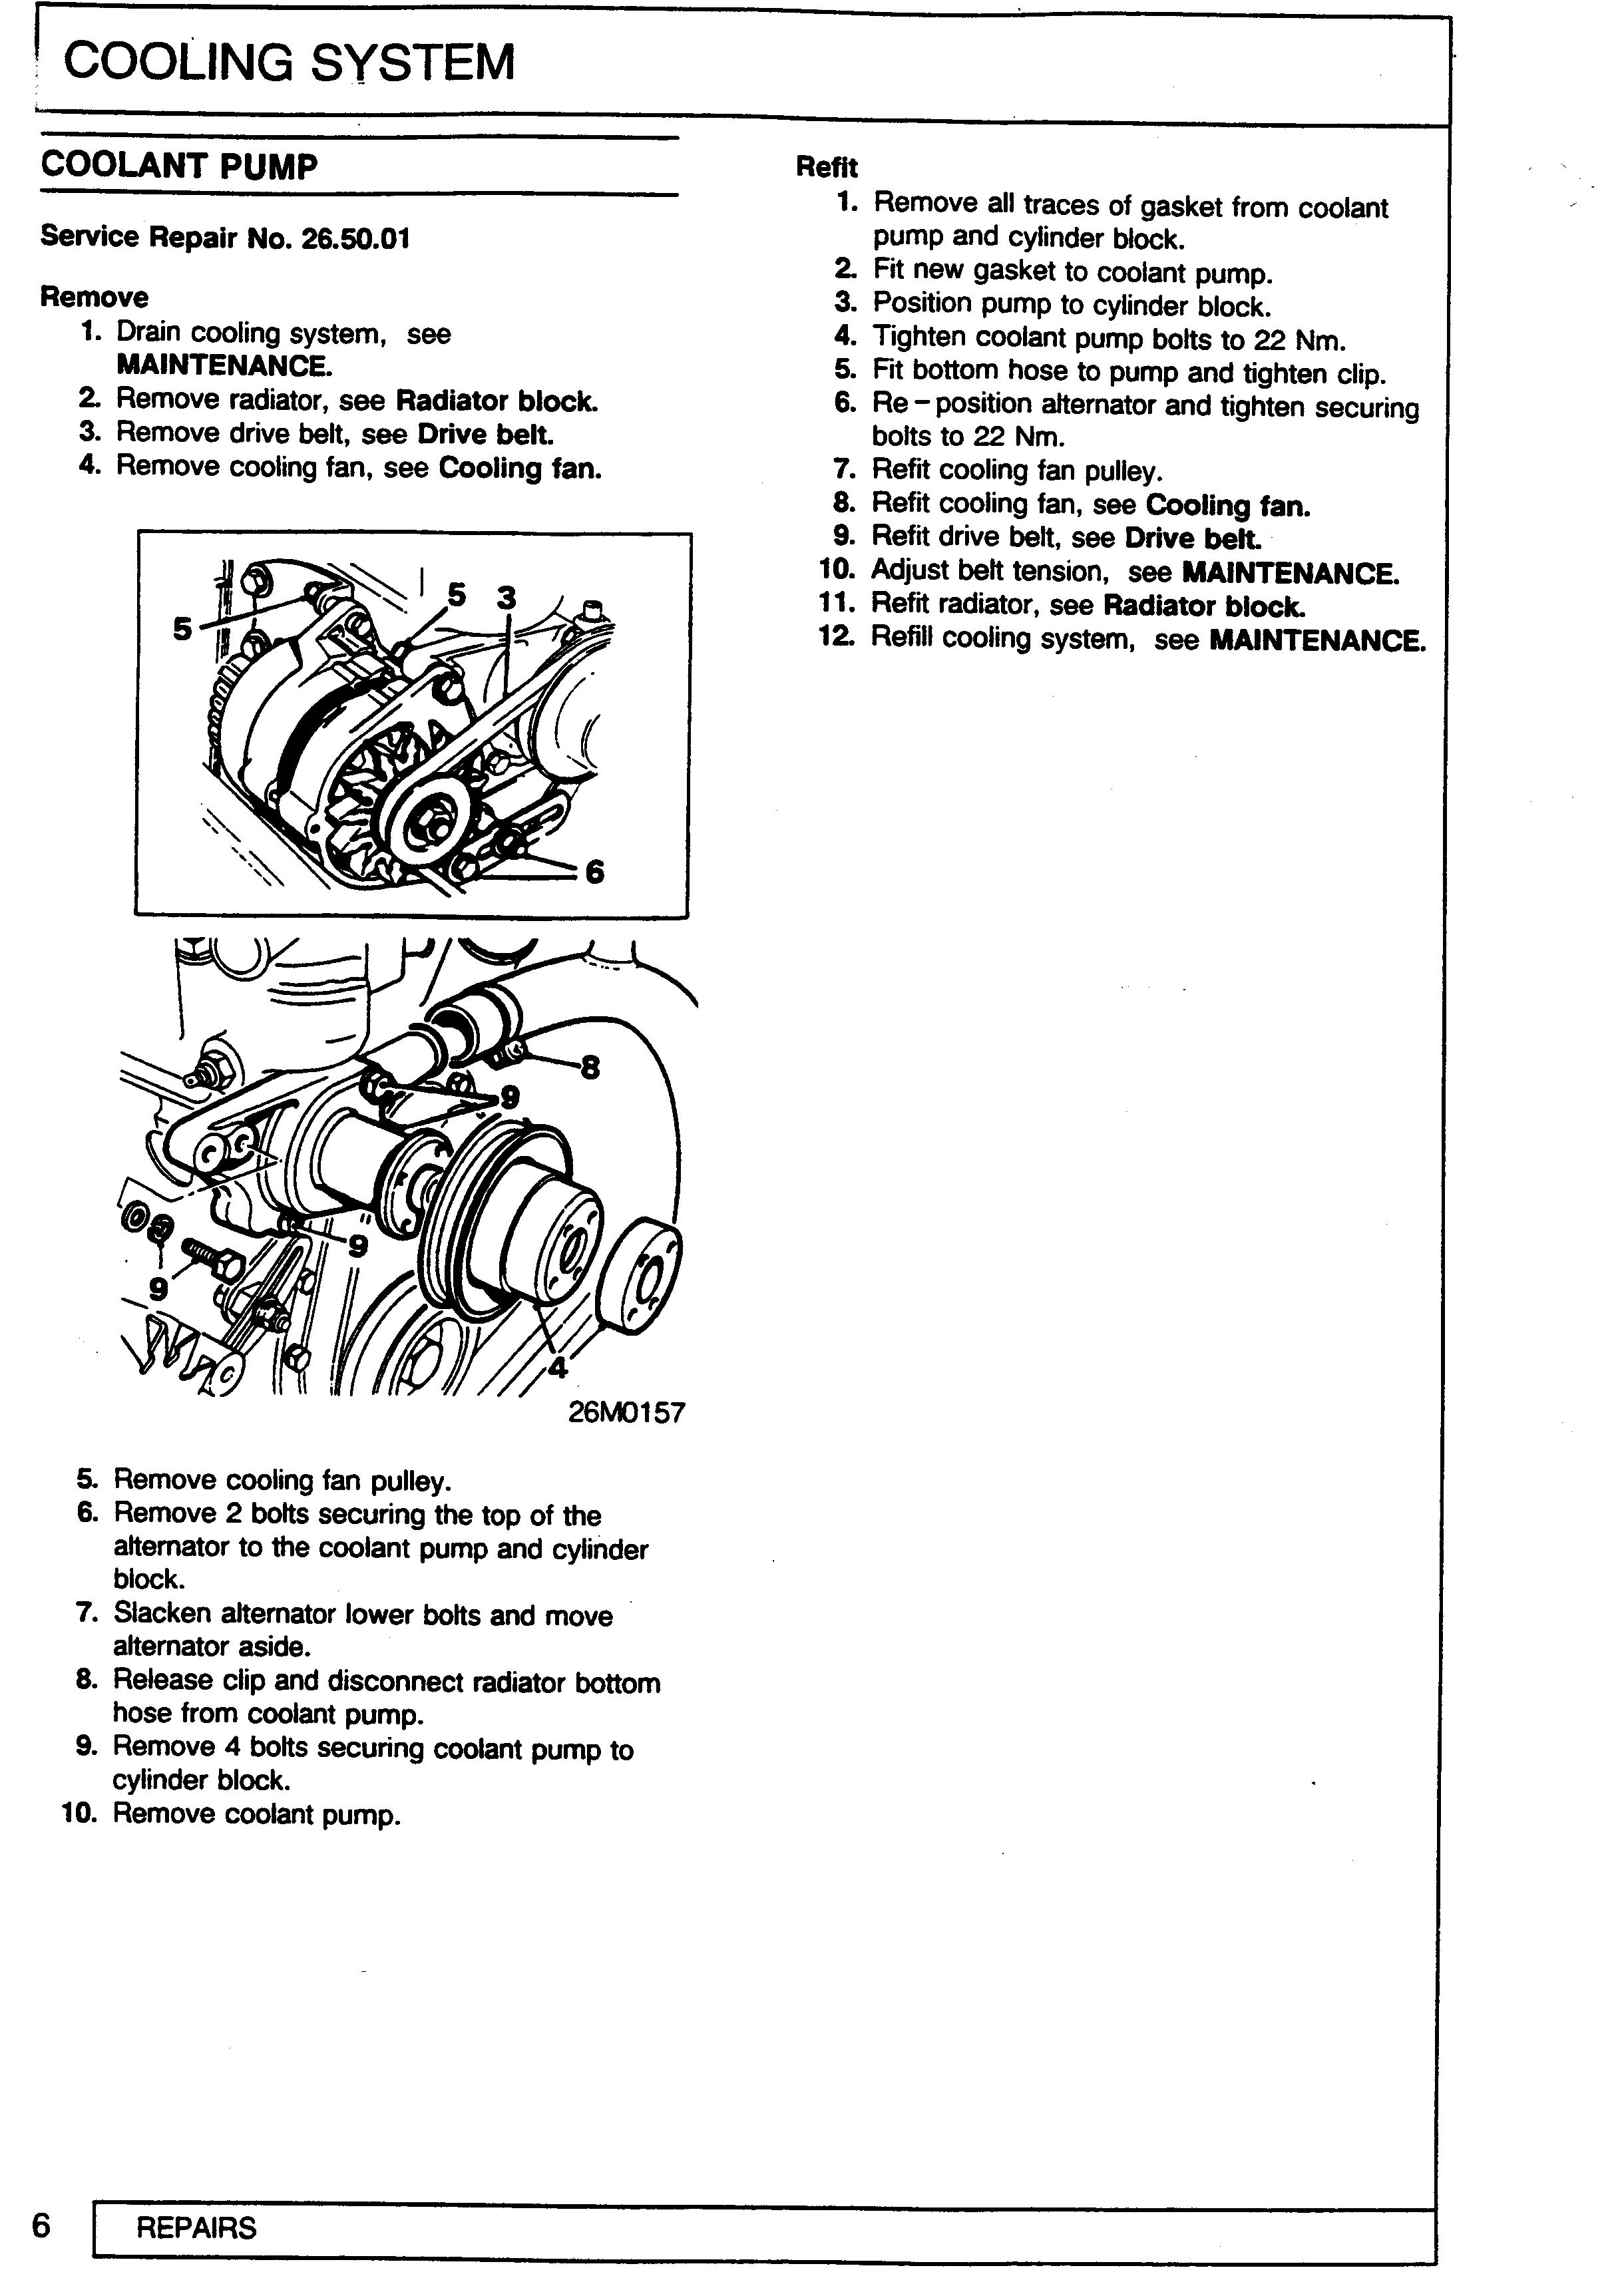 COOLING SYSTEM
COOLANT PUMP
Service Repair No. 26.50.01
Remove
1. Drain cooling system, see
MAINTENANCE.
2. Remove radiator, see Radiator block.
3. Remove drive belt, see Drive belt.
4. Remove cooling fan, see Cooling fan.
5
5
3
6
8
9
9
9
4
26M0157
5. Remove cooling fan pulley.
6. Remove 2 bolts securing the top of the
alternator to the coolant pump and cylinder
block.
7. Slacken alternator lower bolts and move
alternator aside.
8. Release clip and disconnect radiator bottom
hose from coolant pump.
9. Remove 4 bolts securing coolant pump to
cylinder block.
10. Remove coolant pump.
Refit
1. Remove all traces of gasket from coolant
pump and cylinder block.
2. Fit new gasket to coolant pump.
3. Position pump to cylinder block.
4. Tighten coolant pump bolts to 22 Nm.
5. Fit bottom hose to pump and tighten clip.
6. Re-position alternator and tighten securing
bolts to 22 Nm.
7. Refit cooling fan pulley.
8. Refit cooling fan, see Cooling fan.
9. Refit drive belt, see Drive belt.
10. Adjust belt tension, see MAINTENANCE.
11. Refit radiator, see Radiator block.
12. Refill cooling system, see MAINTENANCE.
6
REPAIRS